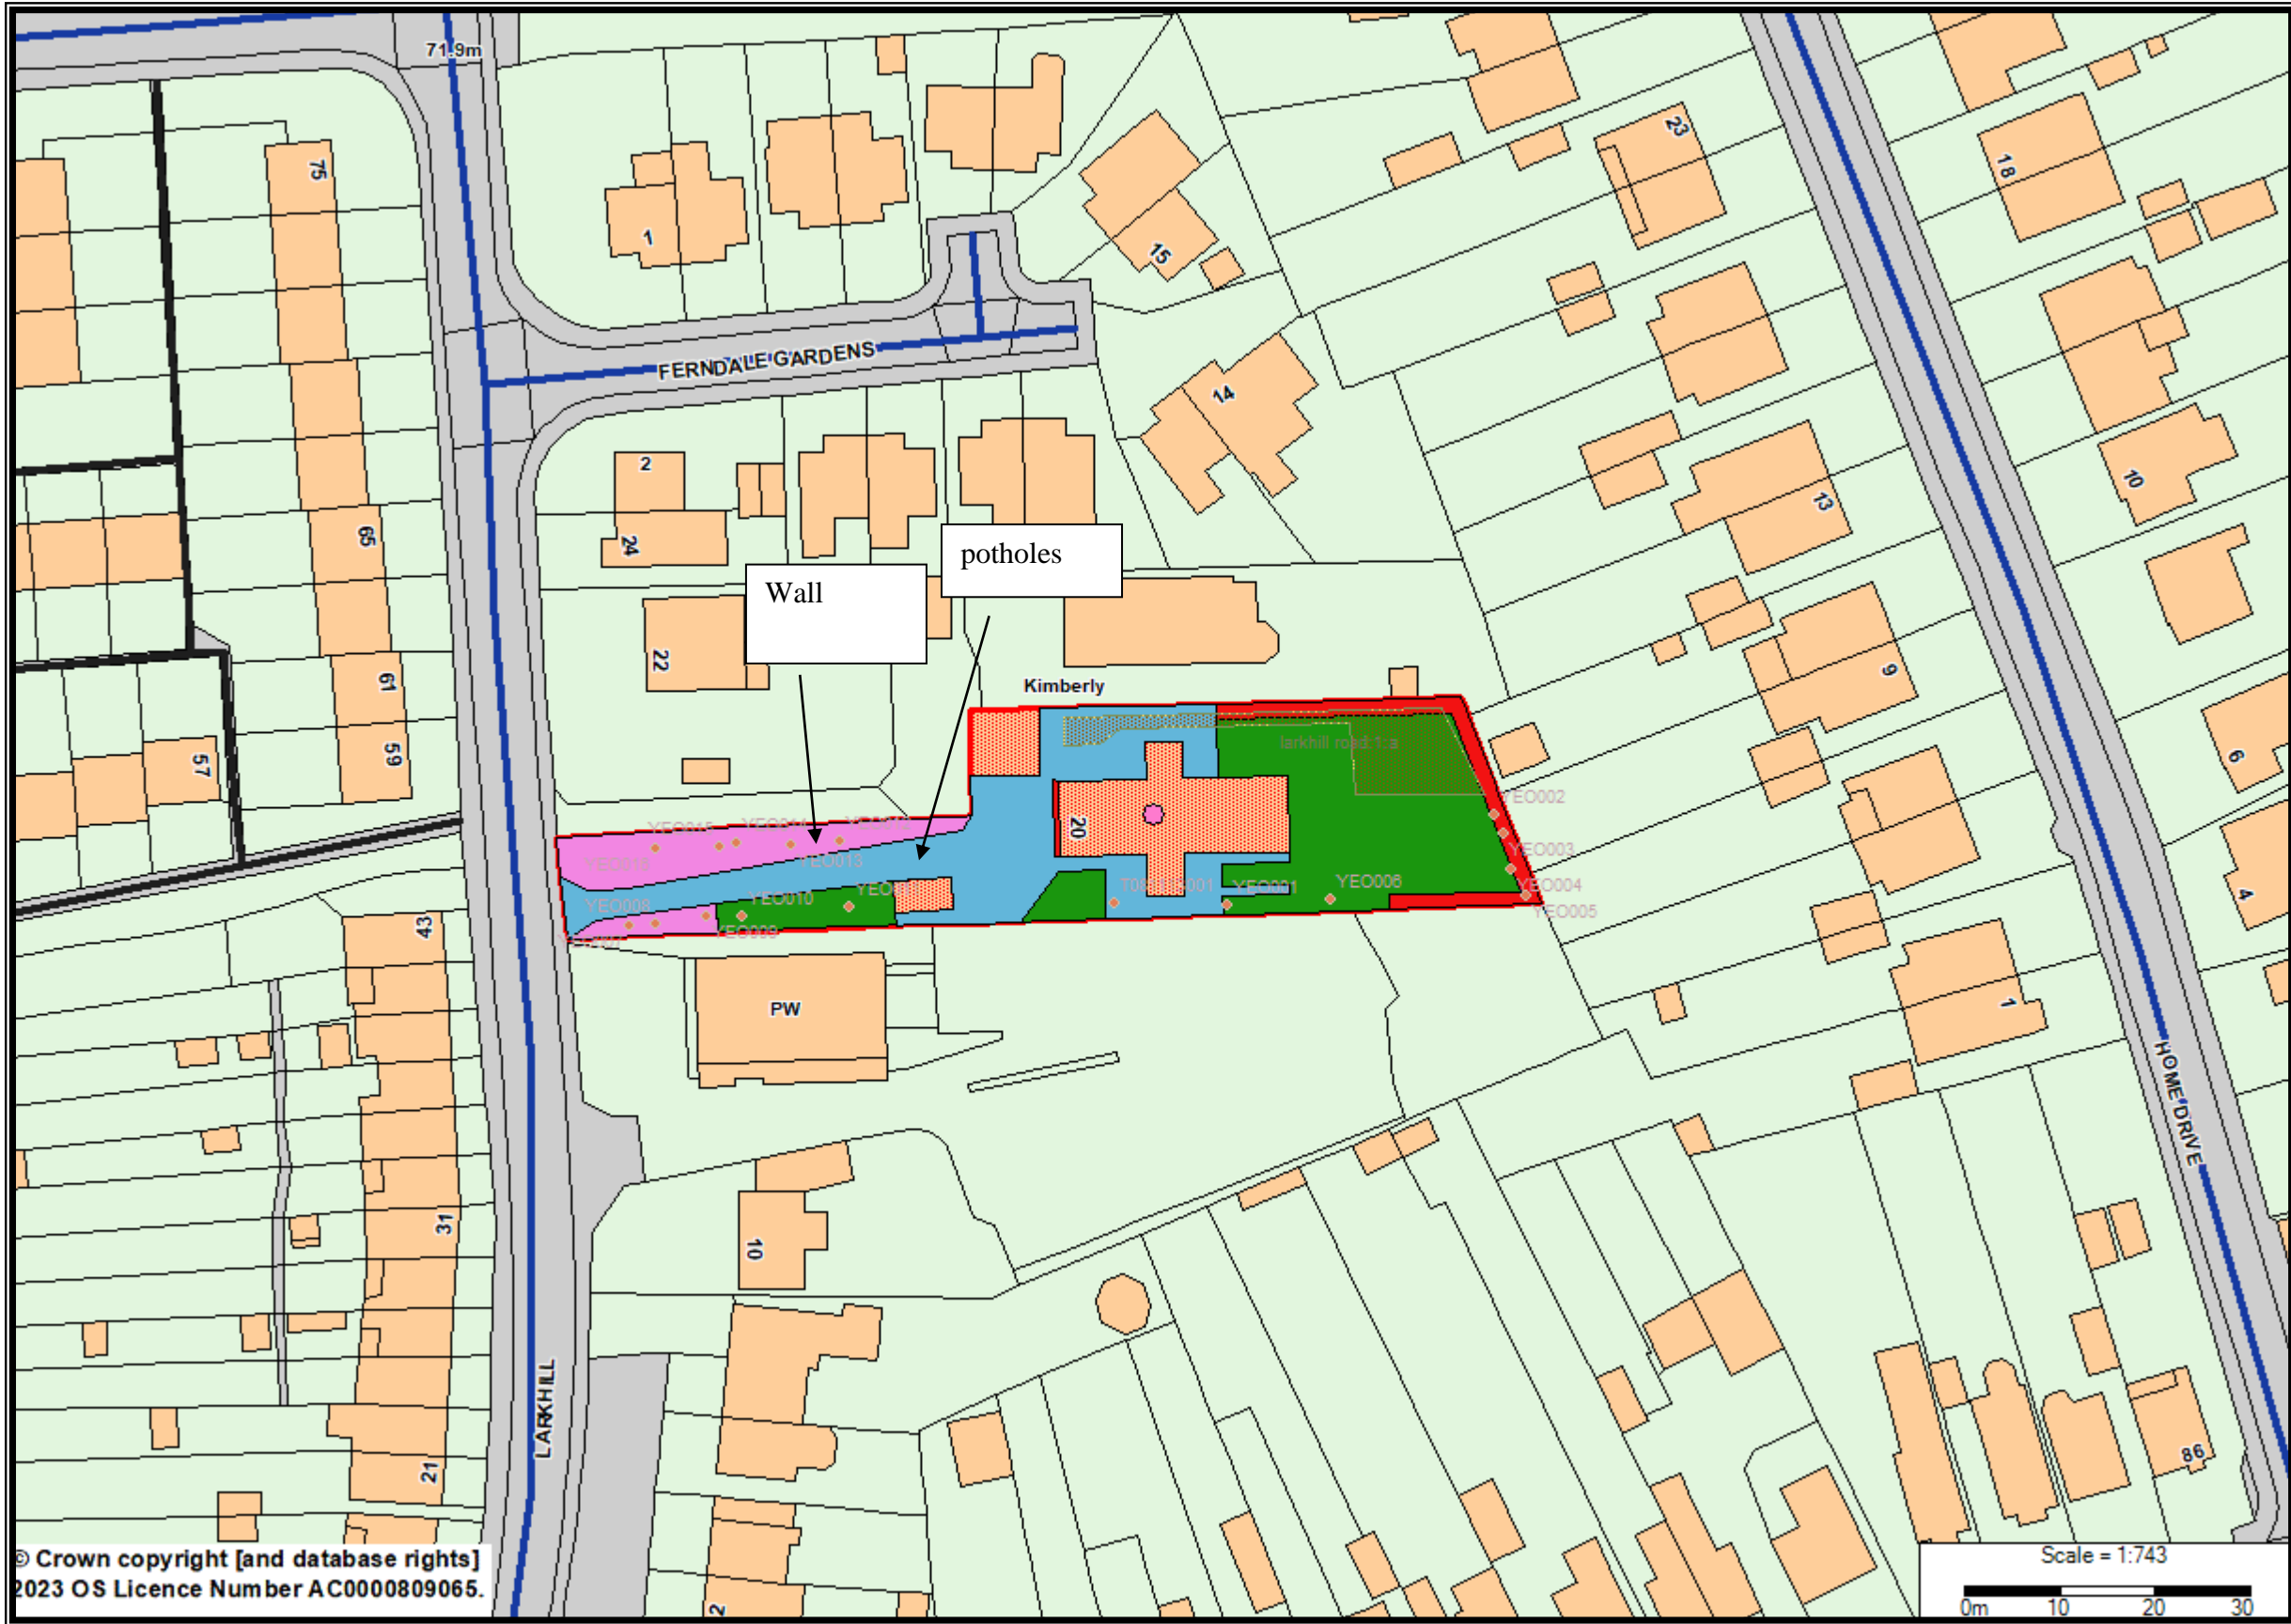 71.9m
75
1
23
18
15
FERNDALE GARDENS
14
2
13
10
65
24
potholes
Wall
61
22
9
Kimberly
57
59
larkhill road:1:a
6
YEO002
20
YEO014
YEO013
YEO003
YEO004
YEO006
YEO001
YEO005
YEO008
YEO010
YEO009
4
43
PW
1
HOME DRIVE
31
10
LARKHILL
21
86
2
© Crown copyright [and database rights]
2023 OS Licence Number AC0000809065.
Scale = 1:743
0m 10 20 30